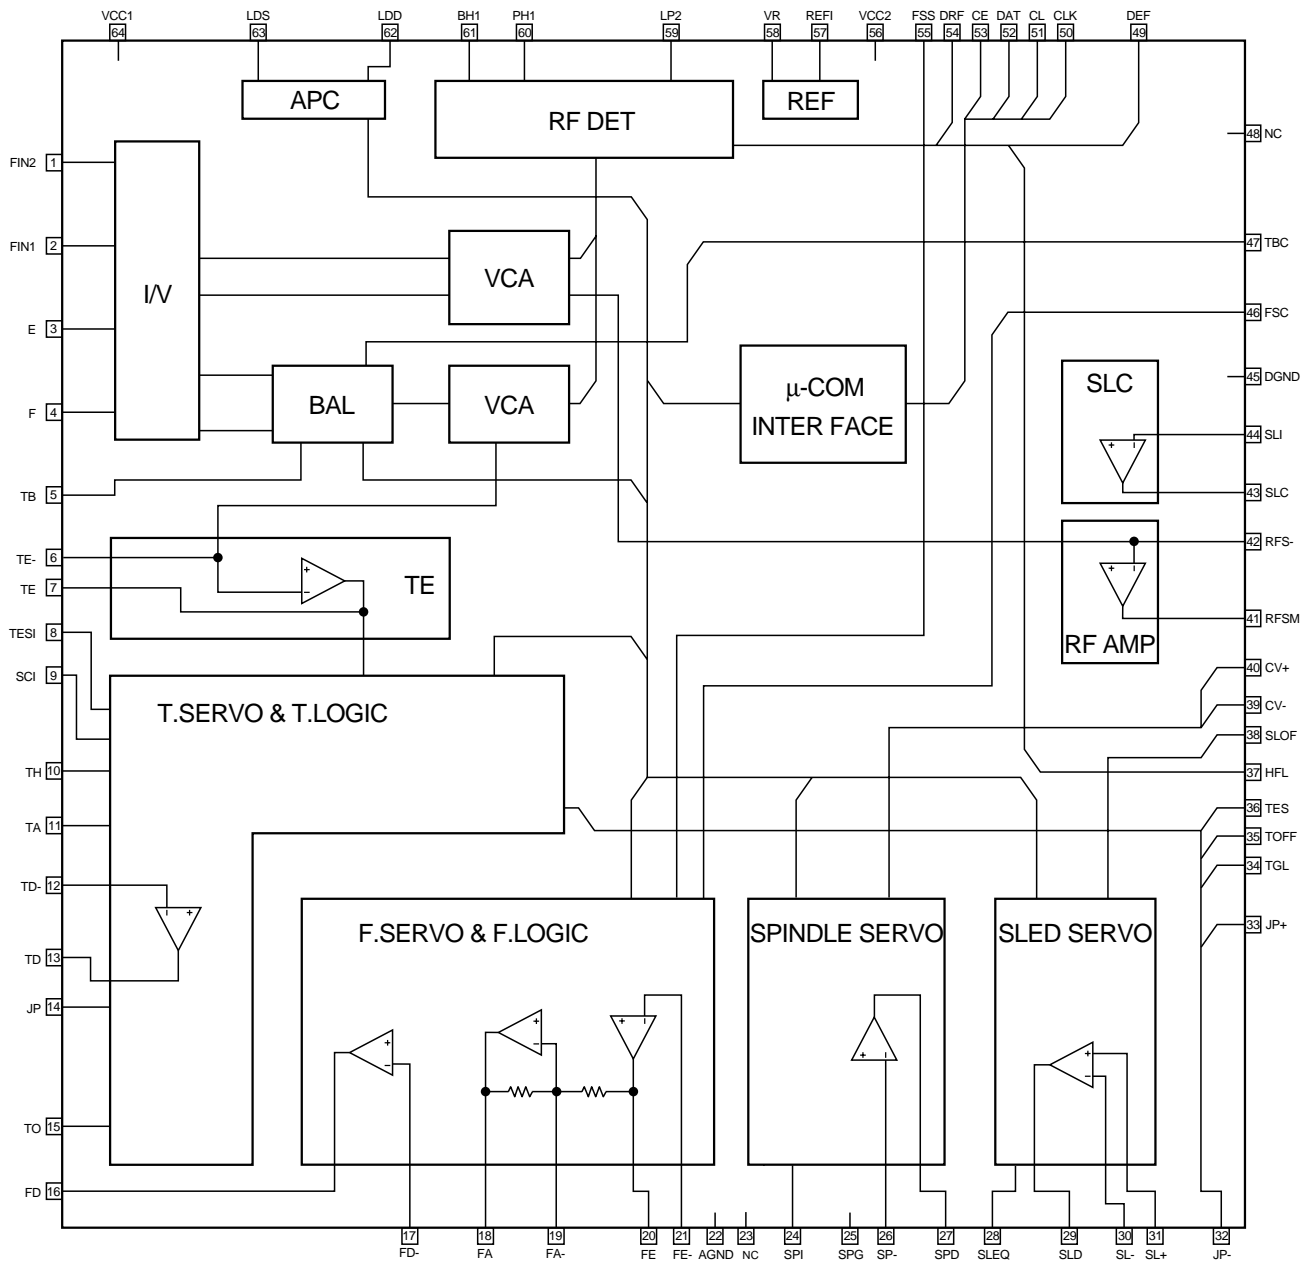 VCC1 LDS LDD BH1 PH1 LP2 VR REFI VCC2 FSS DRF CE DAT CL CLK DEF
64 63 62 61 60 59 58 57 56 55 54 53 52 51 50 49
APC
RF DET
REF
48 NC
FIN2 1
FIN1 2
47 TBC
VCA
I/V
46 FSC
E 3
45 DGND
SLC
μ-COM
INTER FACE
BAL
VCA
F 4
+ −
44 SLI
43 SLC
TB 5
42 RFS-
TE- 6
+
−
TE
TE 7
+ −
41 RFSM
RF AMP
TESI 8
SCI 9
40 CV+
39 CV-
T.SERVO & T.LOGIC
38 SLOF
TH 10
37 HFL
36 TES
TA 11
35 TOFF
34 TGL
TD- 12
− +
33 JP+
F.SERVO & F.LOGIC
SPINDLE SERVO
SLED SERVO
TD 13
JP 14
+
−
+
−
+ −
+ −
+
−
TO 15
FD 16
17 18 19 20 21 22 23 24 25 26 27 28 29 30 31 32
FD- FA FA- FE FE- AGND NC SPI SPG SP- SPD SLEQ SLD SL- SL+ JP-